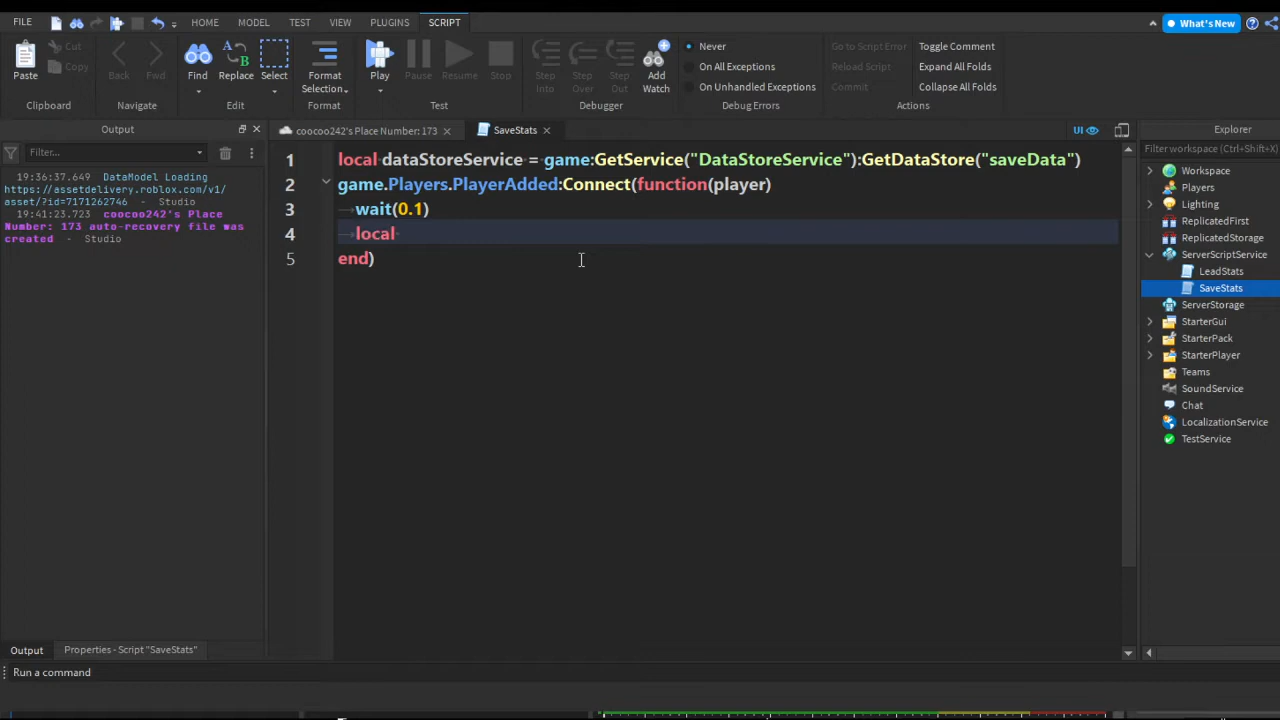 FILE HOME MODEL TEST VIEW PLUGINS SCRIPT What's New
Cut Never Go to Script Error Toggle Comment
Copy On All Exceptions Reload Script Expand All Folds
Paste Back Fwd Find Replace Select Format Selection Play Pause Resume Stop Step Into Step Over Step Out Add Watch On Unhandled Exceptions Commit Collapse All Folds
Clipboard Navigate Edit Format Test Debugger Debug Errors Actions
Output coocoo242's Place Number: 173 SaveStats UI Explorer
Filter... Filter workspace (Ctrl+Shift+X)
19:36:37.649 DataModel Loading
https://assetdelivery.roblox.com/v1/
asset/?id=7171262746 - Studio
19:41:23.723 coocoo242's Place
Number: 173 auto-recovery file was
created - Studio
1 local dataStoreService = game:GetService("DataStoreService"):GetDataStore("saveData")
2 game.Players.PlayerAdded:Connect(function(player)
3 wait(0.1)
4 local
5 end)
Workspace
Players
Lighting
ReplicatedFirst
ReplicatedStorage
ServerScriptService
LeadStats
SaveStats
ServerStorage
StarterGui
StarterPack
StarterPlayer
Teams
SoundService
Chat
LocalizationService
TestService
Output Properties - Script "SaveStats"
Run a command